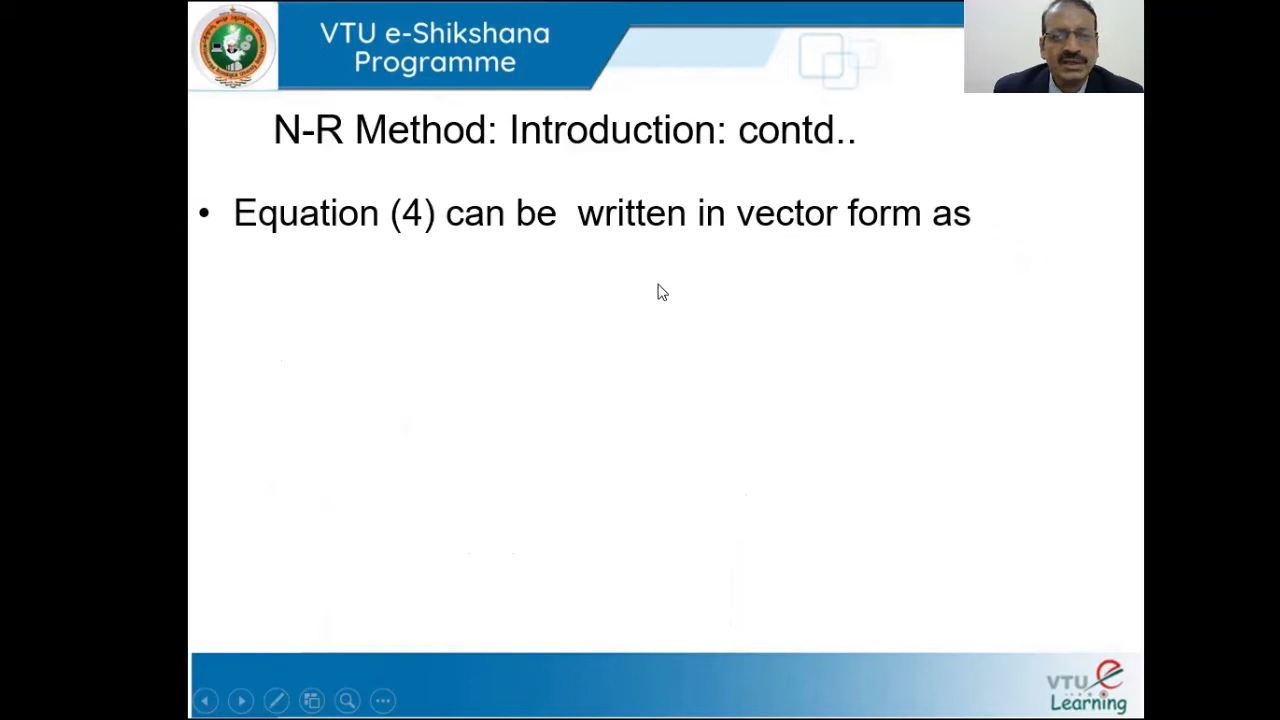 VTU e-Shikshana
Programme
N-R Method: Introduction: contd..
• Equation (4) can be written in vector form as
VTU e
Learning